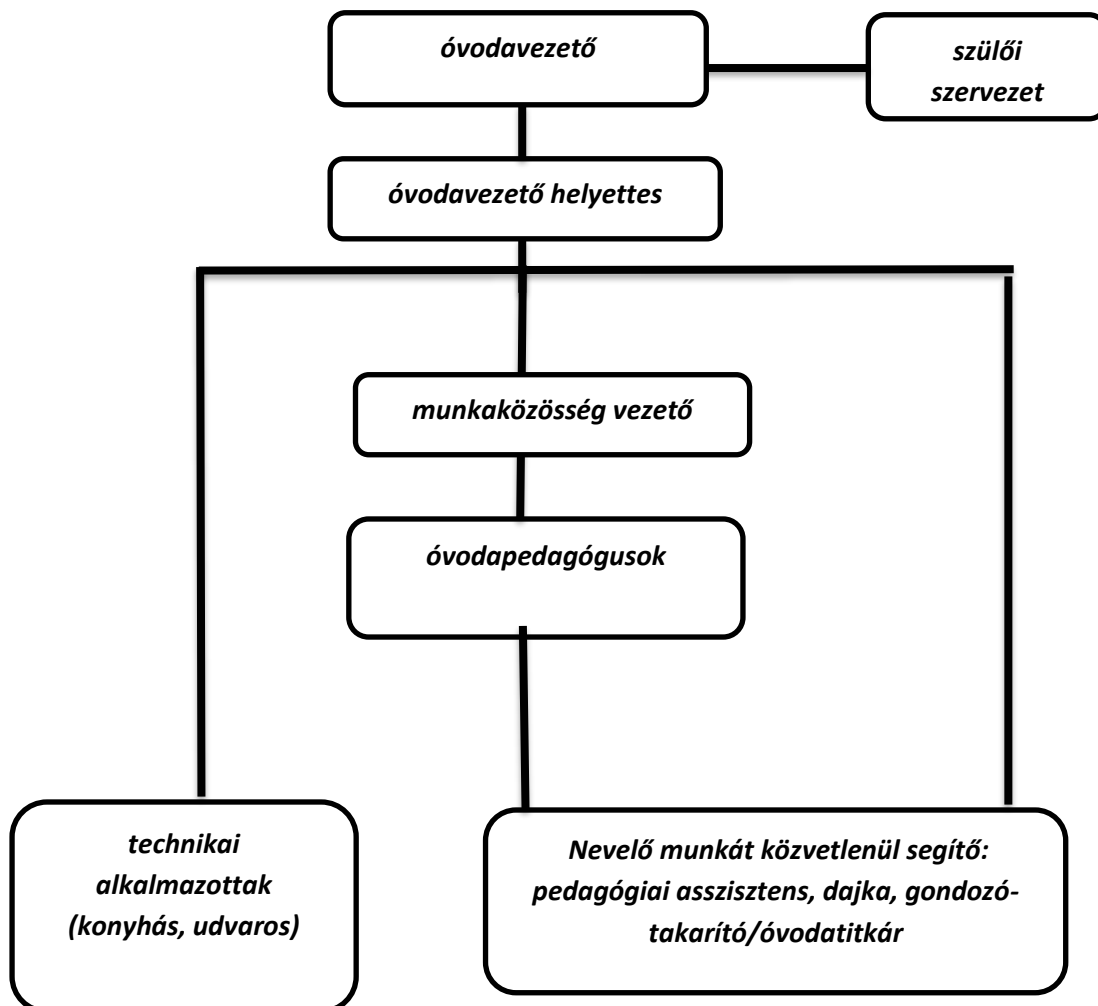 óvodavezető
szülői
szervezet
óvodavezető helyettes
munkaközösség vezető
óvodapedagógusok
technikai
alkalmazottak
(konyhás, udvaros)
Nevelő munkát közvetlenül segítő:
pedagógiai asszisztens, dajka, gondozó-
takarító/óvodatitkár